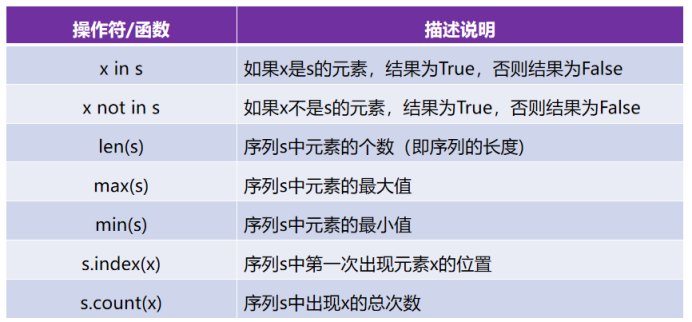 操作符/函数 描述说明
x in s 如果x是s的元素，结果为True，否则结果为False
x not in s 如果x不是s的元素，结果为True，否则结果为False
len(s) 序列s中元素的个数（即序列的长度）
max(s) 序列s中元素的最大值
min(s) 序列s中元素的最小值
s.index(x) 序列s中第一次出现元素x的位置
s.count(x) 序列s中出现x的总次数